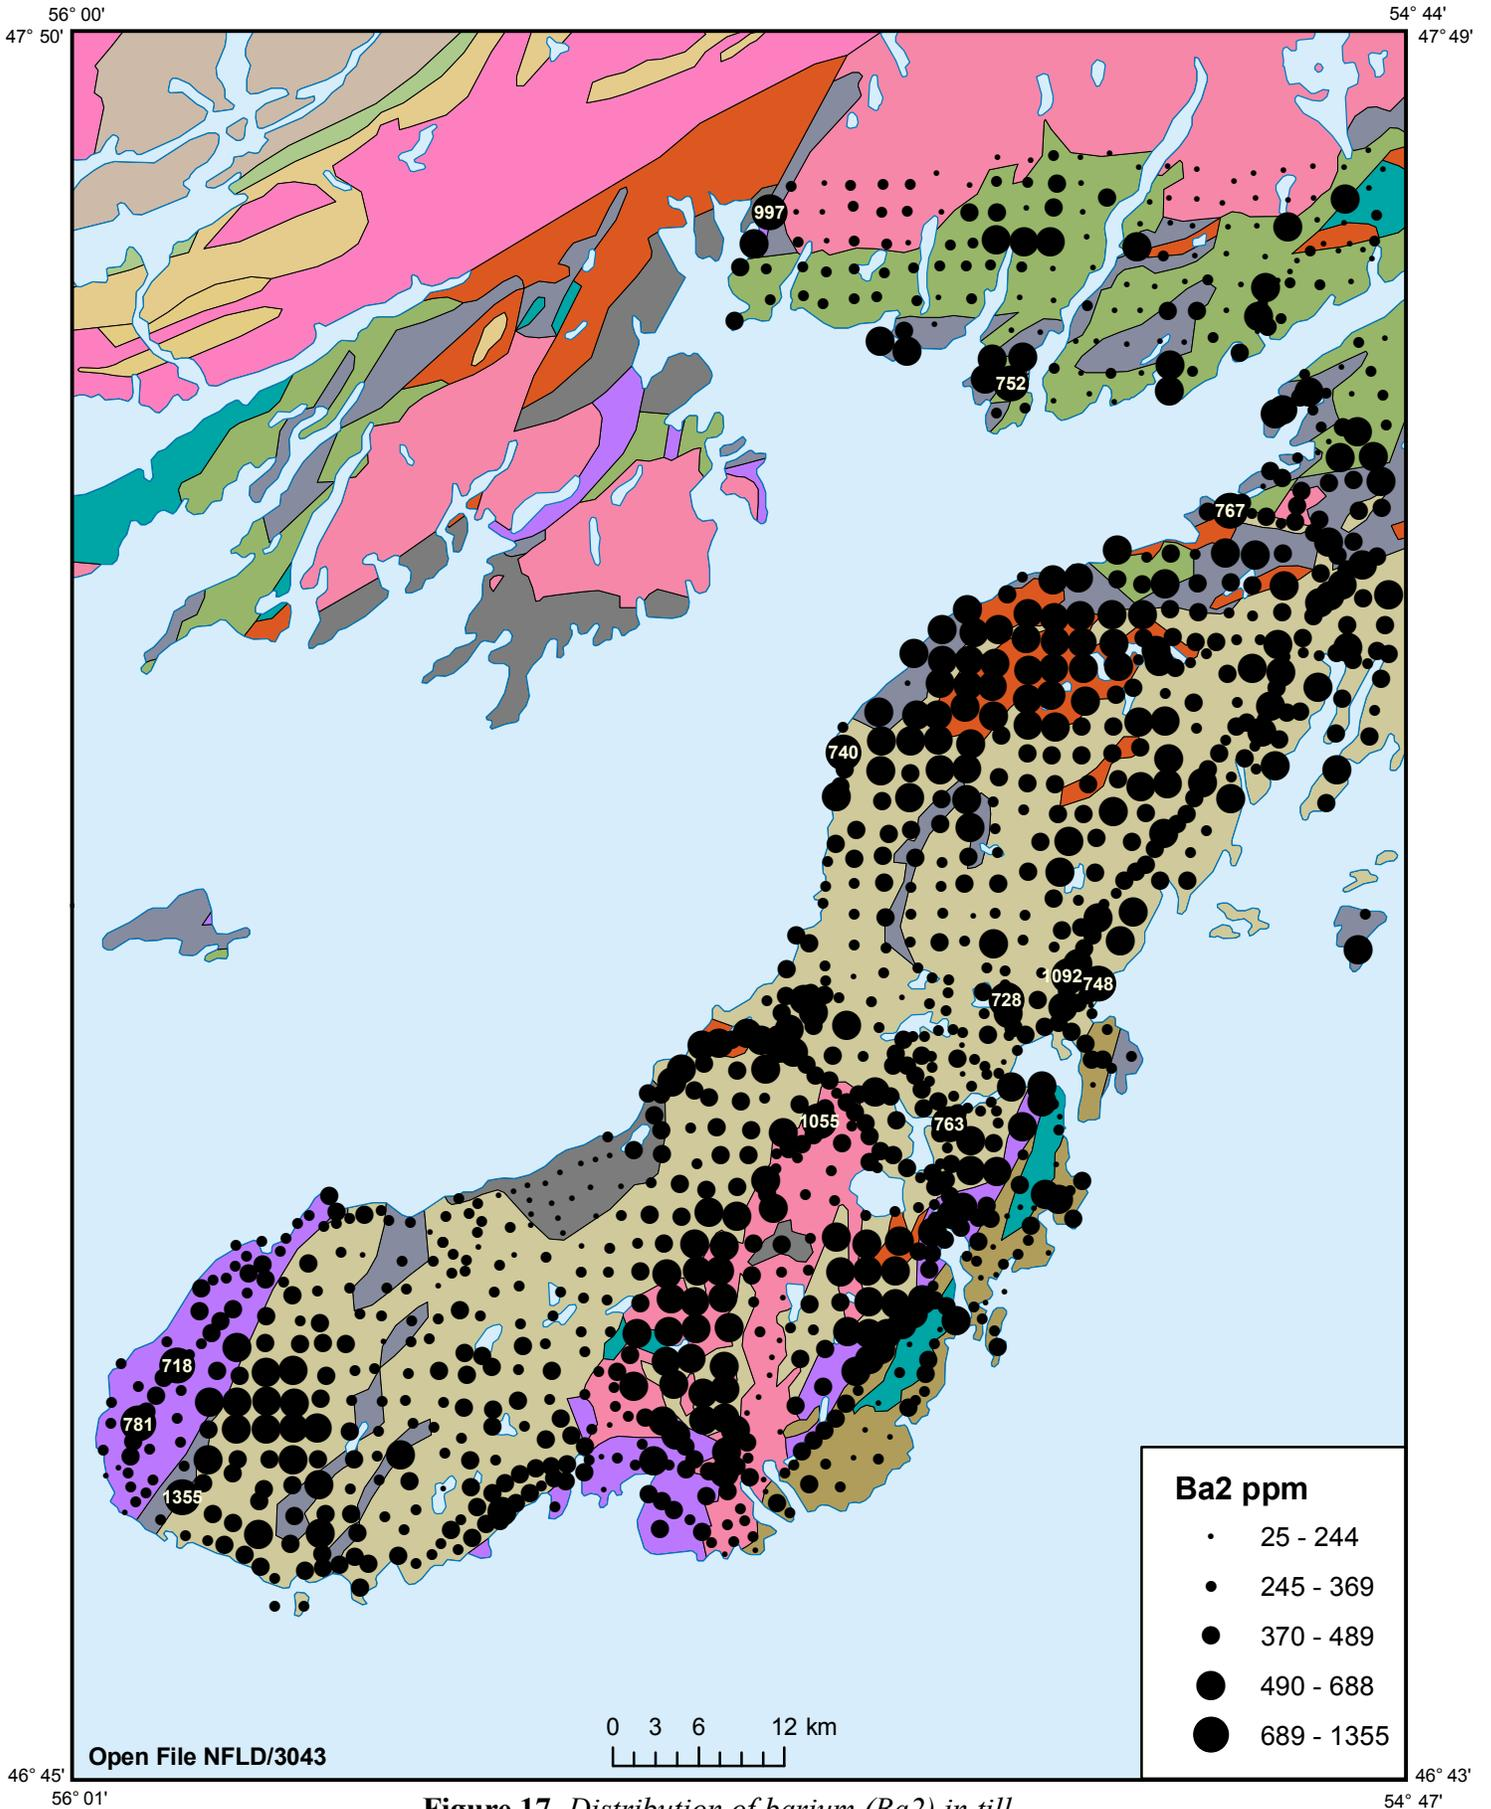 56° 00' 54° 44'
47° 50' 47° 49'
997
752
767
740
1092 748
728
1055 763
718
781
1355
Ba2 ppm
25 - 244
245 - 369
370 - 489
490 - 688
689 - 1355
0 3 6 12 km
Open File NFLD/3043
46° 45' 46° 43'
56° 01' 54° 47'
Figure 17. Distribution of barium (Ba2) in till